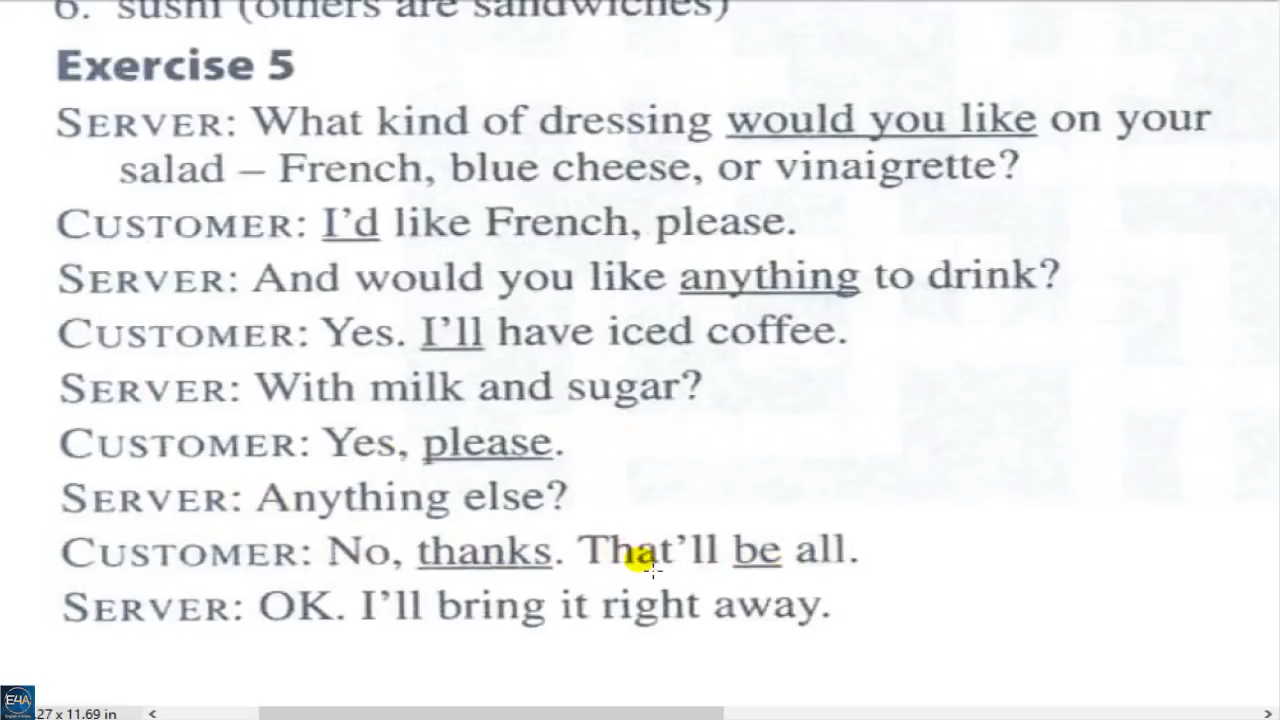 6. sushi (others are sandwiches)
Exercise 5
SERVER: What kind of dressing would you like on your
salad – French, blue cheese, or vinaigrette?
CUSTOMER: I'd like French, please.
SERVER: And would you like anything to drink?
CUSTOMER: Yes. I'll have iced coffee.
SERVER: With milk and sugar?
CUSTOMER: Yes, please.
SERVER: Anything else?
CUSTOMER: No, thanks. That'll be all.
SERVER: OK. I'll bring it right away.
E4A
27 x 11.69 in